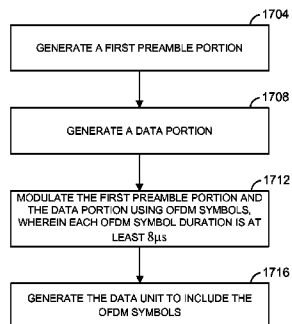 1704
GENERATE A FIRST PREAMBLE PORTION
1708
GENERATE A DATA PORTION
1712
MODULATE THE FIRST PREAMBLE PORTION AND
THE DATA PORTION USING OFDM SYMBOLS,
WHEREIN EACH OFDM SYMBOL DURATION IS AT
LEAST 8µs
1716
GENERATE THE DATA UNIT TO INCLUDE THE
OFDM SYMBOLS